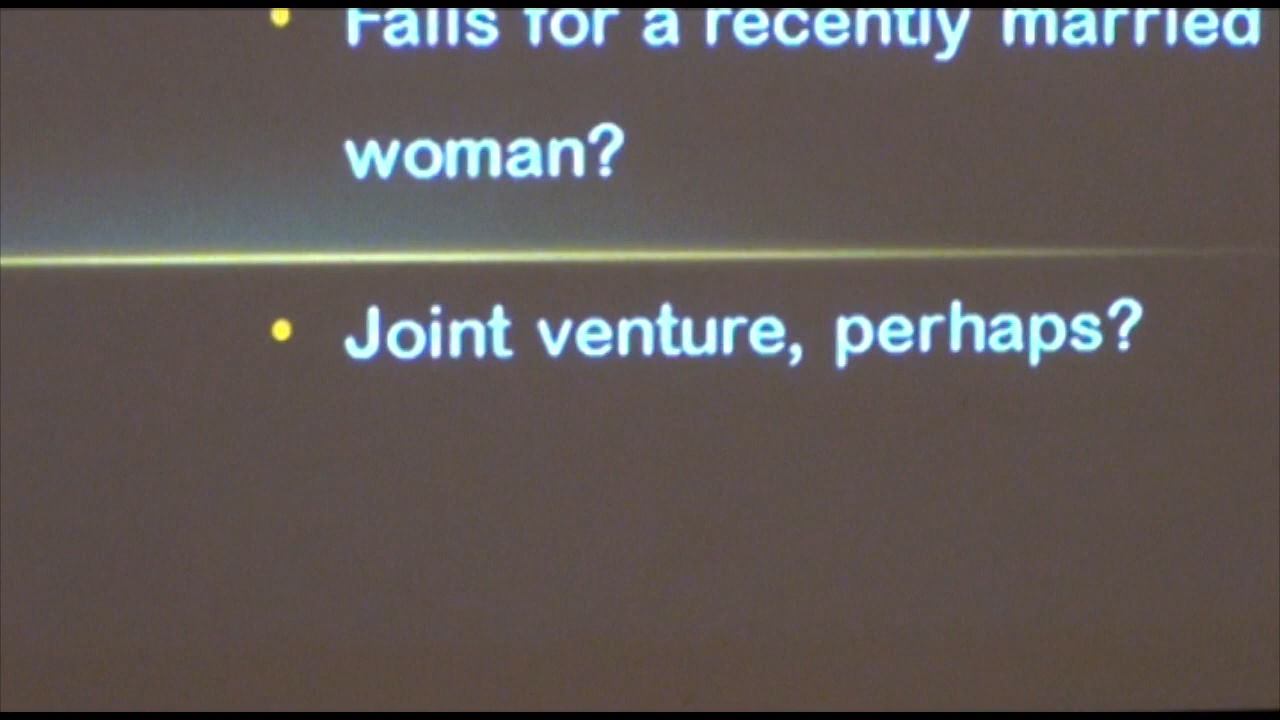 • Falls for a recently married
woman?
• Joint venture, perhaps?